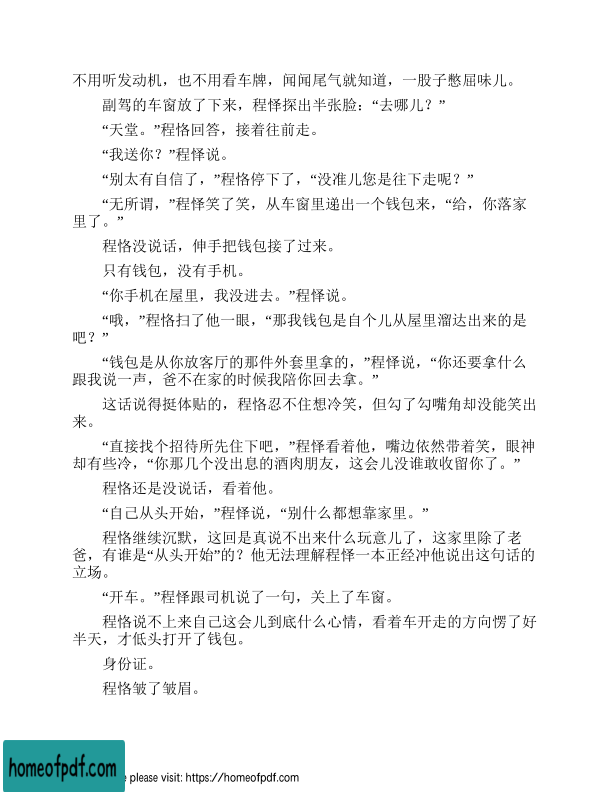 不用听发动机，也不用看车牌，闻闻尾气就知道，一股子憋屈味儿。
副驾的车窗放了下来，程怿探出半张脸：“去哪儿？”
“天堂。”程恪回答，接着往前走。
“我送你？”程怿说。
“别太有自信了，”程恪停下了，“没准儿您是往下走呢？”
“无所谓，”程怿笑了笑，从车窗里递出一个钱包来，“给，你落家
里了。”
程恪没说话，伸手把钱包接了过来。
只有钱包，没有手机。
“你手机在屋里，我没进去。”程怿说。
“哦，”程恪扫了他一眼，“那我钱包是自个儿从屋里溜达出来的是
吧？”
“钱包是从你放客厅的那件外套里拿的，”程怿说，“你还要拿什么
跟我说一声，爸不在家的时候我陪你回去拿。”
这话说得挺体贴的，程恪忍不住想冷笑，但勾了勾嘴角却没能笑出
来。
“直接找个招待所先住下吧，”程怿看着他，嘴边依然带着笑，眼神
却有些冷，“你那几个没出息的酒肉朋友，这会儿没谁敢收留你了。”
程恪还是没说话，看着他。
“自己从头开始，”程怿说，“别什么都想靠家里。”
程恪继续沉默，这回是真说不出来什么玩意儿了，这家里除了老
爸，有谁是“从头开始”的？他无法理解程怿一本正经冲他说出这句话的
立场。
“开车。”程怿跟司机说了一句，关上了车窗。
程恪说不上来自己这会儿到底什么心情，看着车开走的方向愣了好
半天，才低头打开了钱包。
身份证。
程恪皱了皱眉。
homeofpdf.com
e please visit: https://homeofpdf.com